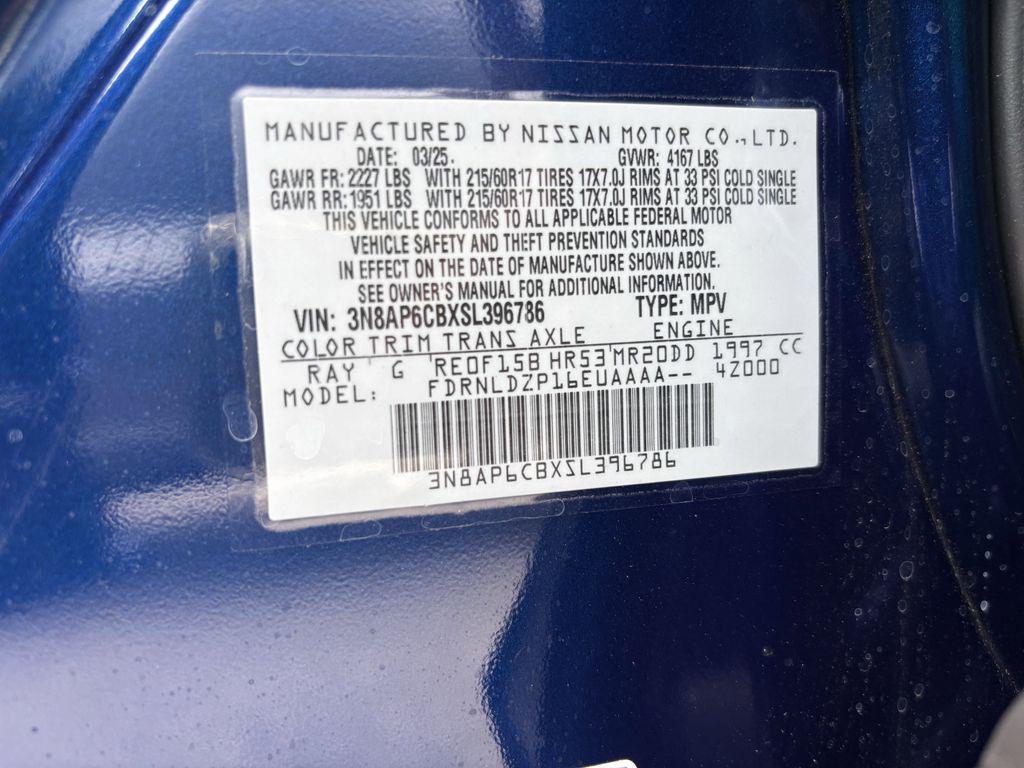 MANUFACTURED BY NISSAN MOTOR CO.,LTD.
DATE: 03/25. GVWR: 4167 LBS
GAWR FR: 2227 LBS WITH 215/60R17 TIRES 17X7.0J RIMS AT 33 PSI COLD SINGLE
GAWR RR: 1951 LBS WITH 215/60R17 TIRES 17X7.0J RIMS AT 33 PSI COLD SINGLE
THIS VEHICLE CONFORMS TO ALL APPLICABLE FEDERAL MOTOR
VEHICLE SAFETY AND THEFT PREVENTION STANDARDS
IN EFFECT ON THE DATE OF MANUFACTURE SHOWN ABOVE.
SEE OWNER'S MANUAL FOR ADDITIONAL INFORMATION.
VIN: 3N8AP6CBXSL396786 TYPE: MPV
COLOR TRIM TRANS AXLE ENGINE
RAY G RE0F15B HR53 MR20DD 1997 CC
MODEL: FDRNLDZP16EUAAAA-- 42000
3N8AP6CBXSL396786